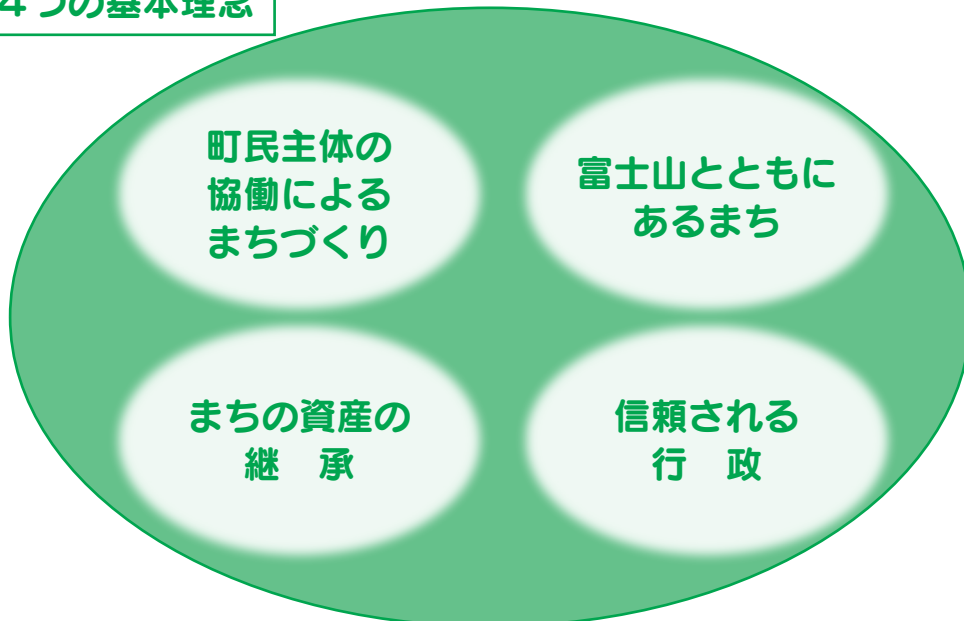 4つの基本理念
町民主体の
協働による
まちづくり
富士山とともに
あるまち
まちの資産の
継　承
信頼される
行　政